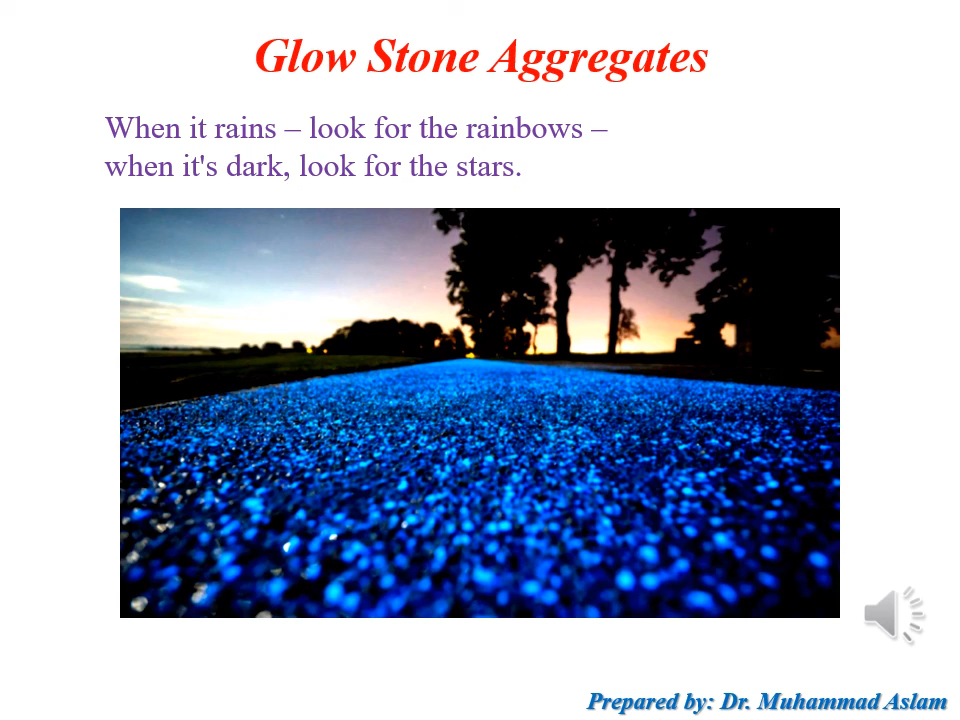 Glow Stone Aggregates
When it rains – look for the rainbows –
when it's dark, look for the stars.
Prepared by: Dr. Muhammad Aslam